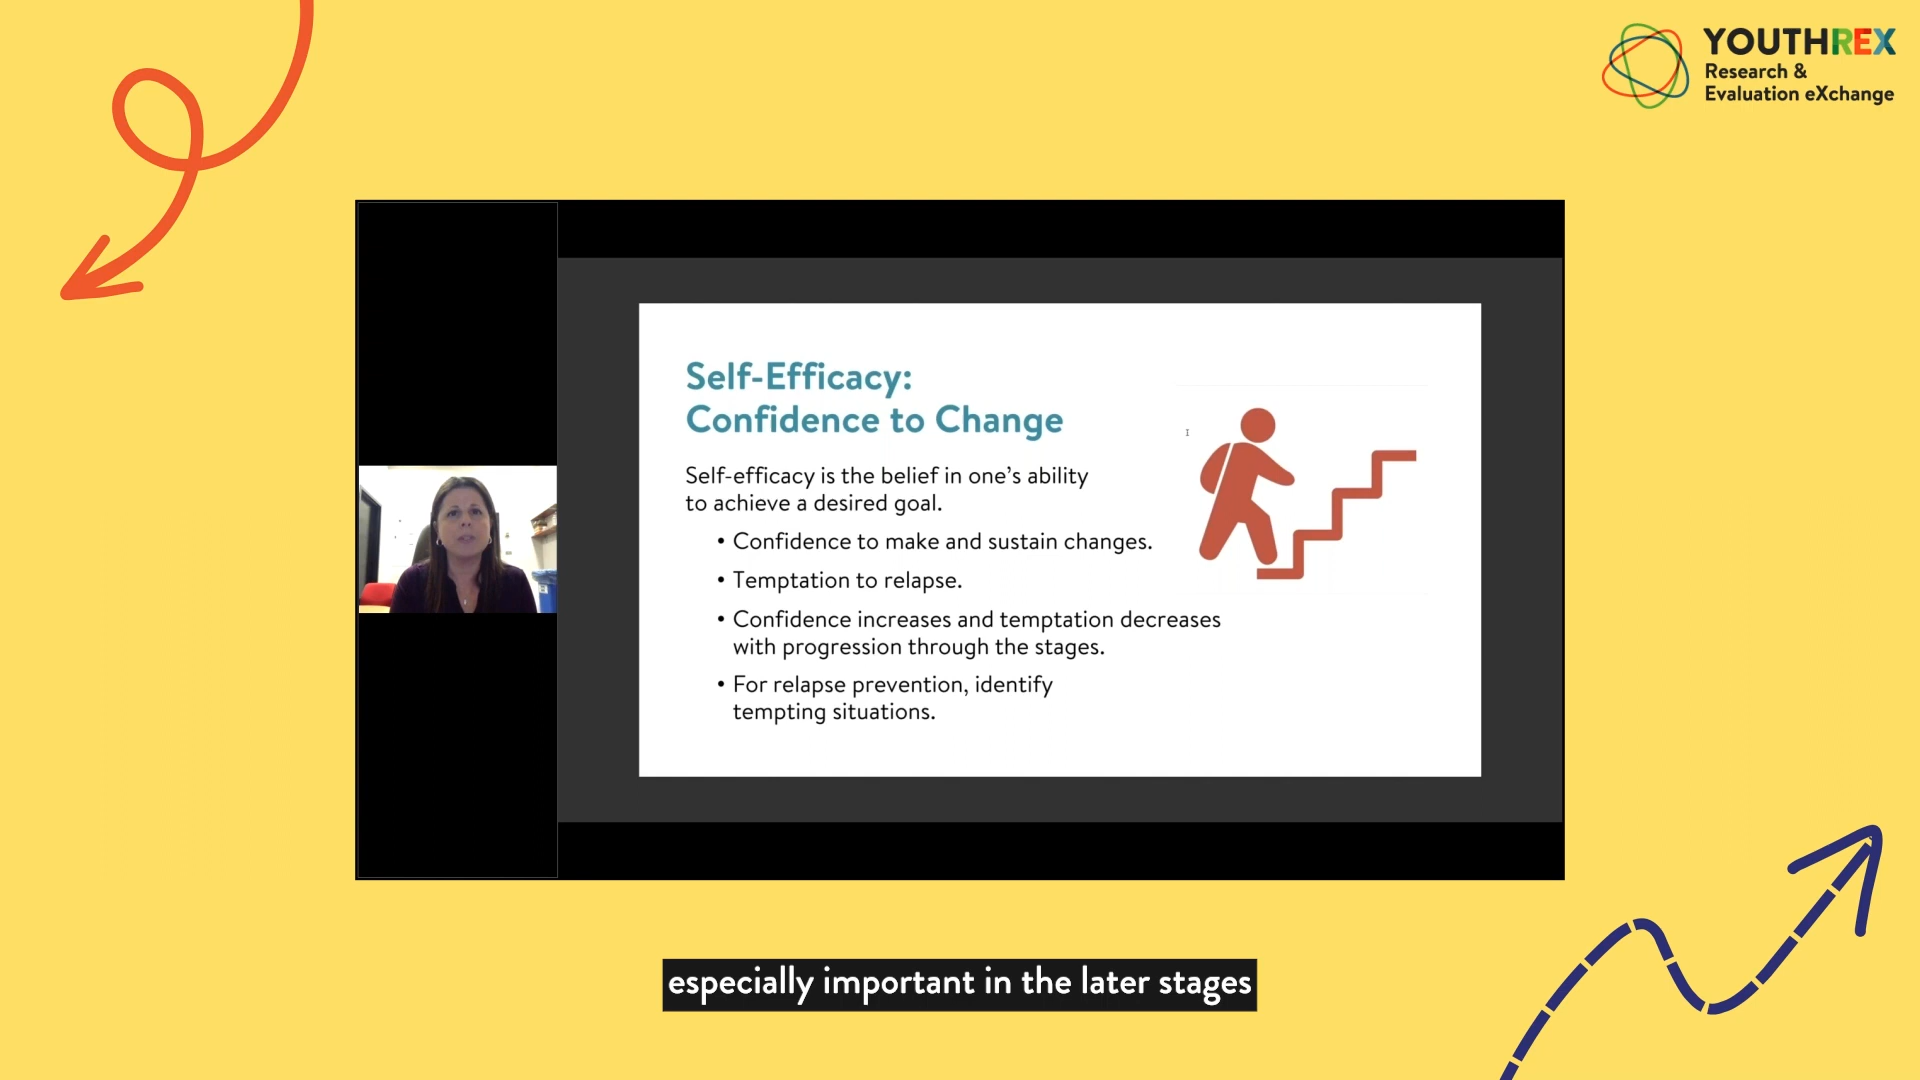 YOUTHREX
Research &
Evaluation eXchange
Self-Efficacy:
Confidence to Change
Self-efficacy is the belief in one’s ability
to achieve a desired goal.
• Confidence to make and sustain changes.
• Temptation to relapse.
• Confidence increases and temptation decreases
with progression through the stages.
• For relapse prevention, identify
tempting situations.
especially important in the later stages